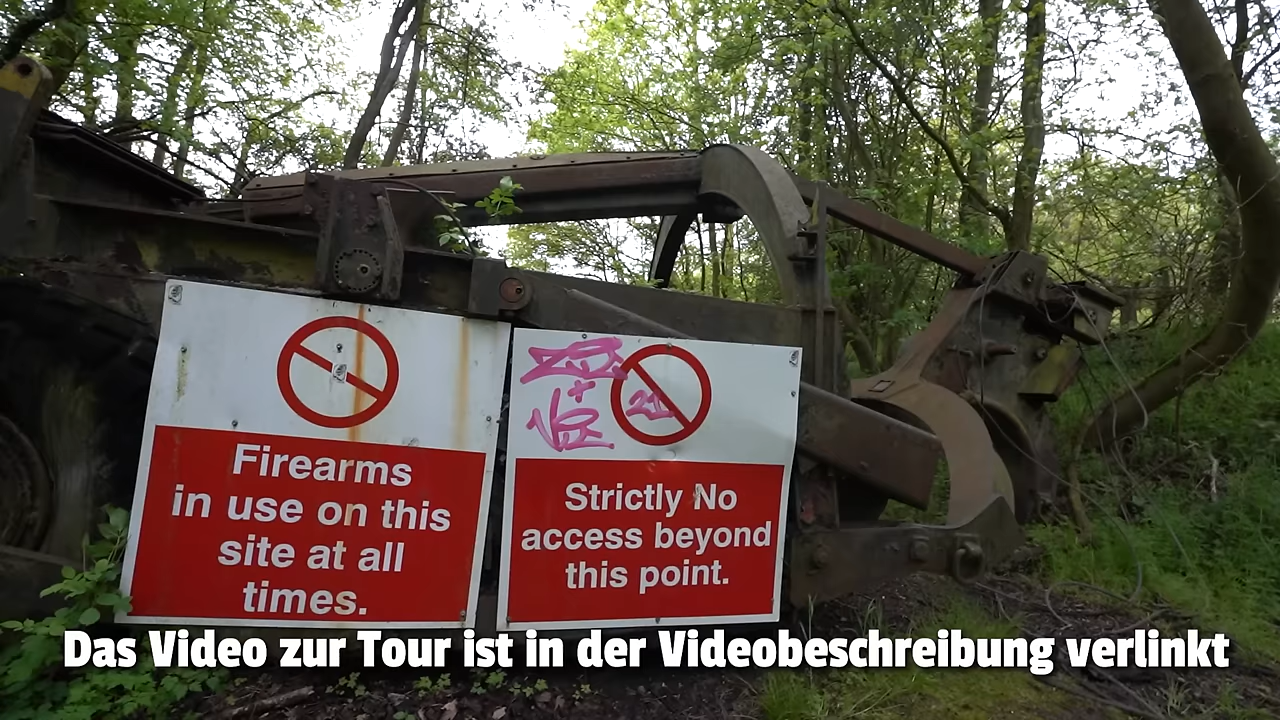 Firearms
in use on this
site at all
times.
Strictly No
access beyond
this point.
Das Video zur Tour ist in der Videobeschreibung verlinkt